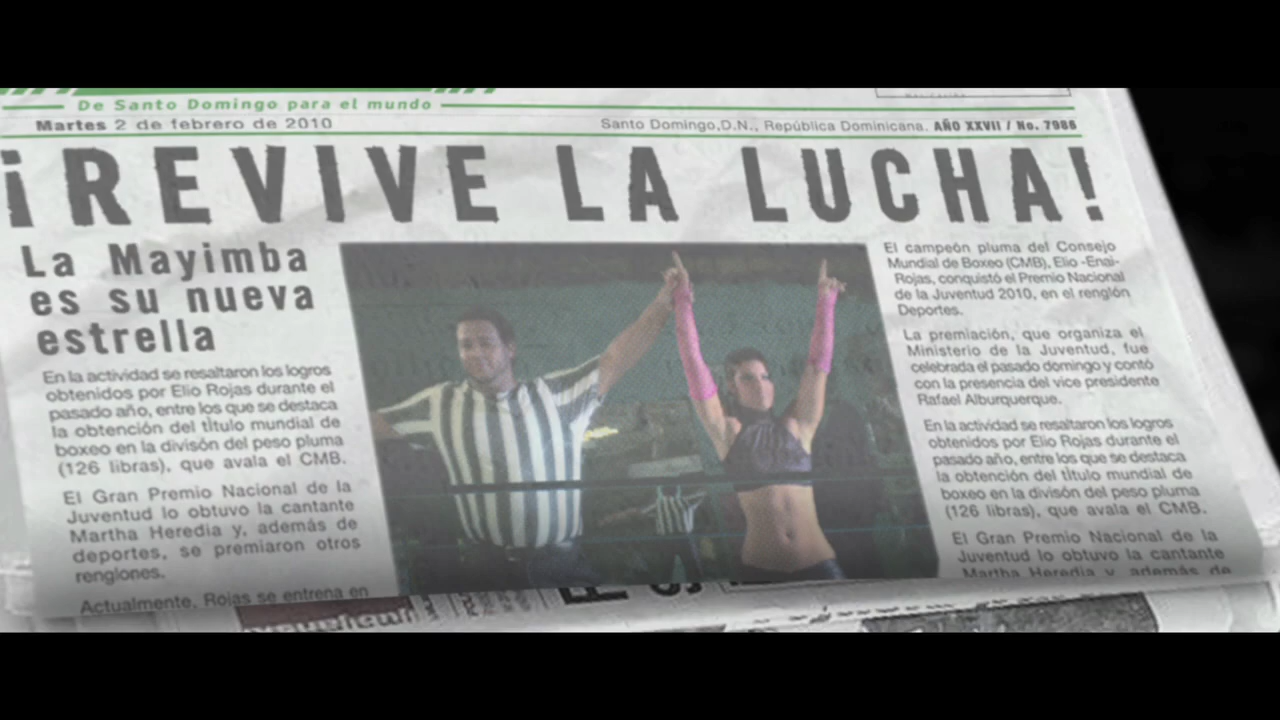 De Santo Domingo para el mundo
Martes 2 de febrero de 2010
Santo Domingo,D.N., República Dominicana. AÑO XXVII / No. 7986
¡REVIVE LA LUCHA!
La Mayimba
es su nueva
estrella
En la actividad se resaltaron los logros
obtenidos por Elio Rojas durante el
pasado año, entre los que se destaca
la obtención del tìtulo mundial de
boxeo en la divisón del peso pluma
(126 libras), que avala el CMB.
El Gran Premio Nacional de la
Juventud lo obtuvo la cantante
Martha Heredia y, además de
deportes, se premiaron otros
renglones.
Actualmente, Rojas se entrena en
El campeón pluma del Consejo
Mundial de Boxeo (CMB), Elio -Enai-
Rojas, conquistó el Premio Nacional
de la Juventud 2010, en el renglón
Deportes.
La premiación, que organiza el
Ministerio de la Juventud, fue
celebrada el pasado domingo y contó
con la presencia del vice presidente
Rafael Alburquerque.
En la actividad se resaltaron los logros
obtenidos por Elio Rojas durante el
pasado año, entre los que se destaca
la obtención del tìtulo mundial de
boxeo en la divisón del peso pluma
(126 libras), que avala el CMB.
El Gran Premio Nacional de la
Juventud lo obtuvo la cantante
Martha Heredia y, además de